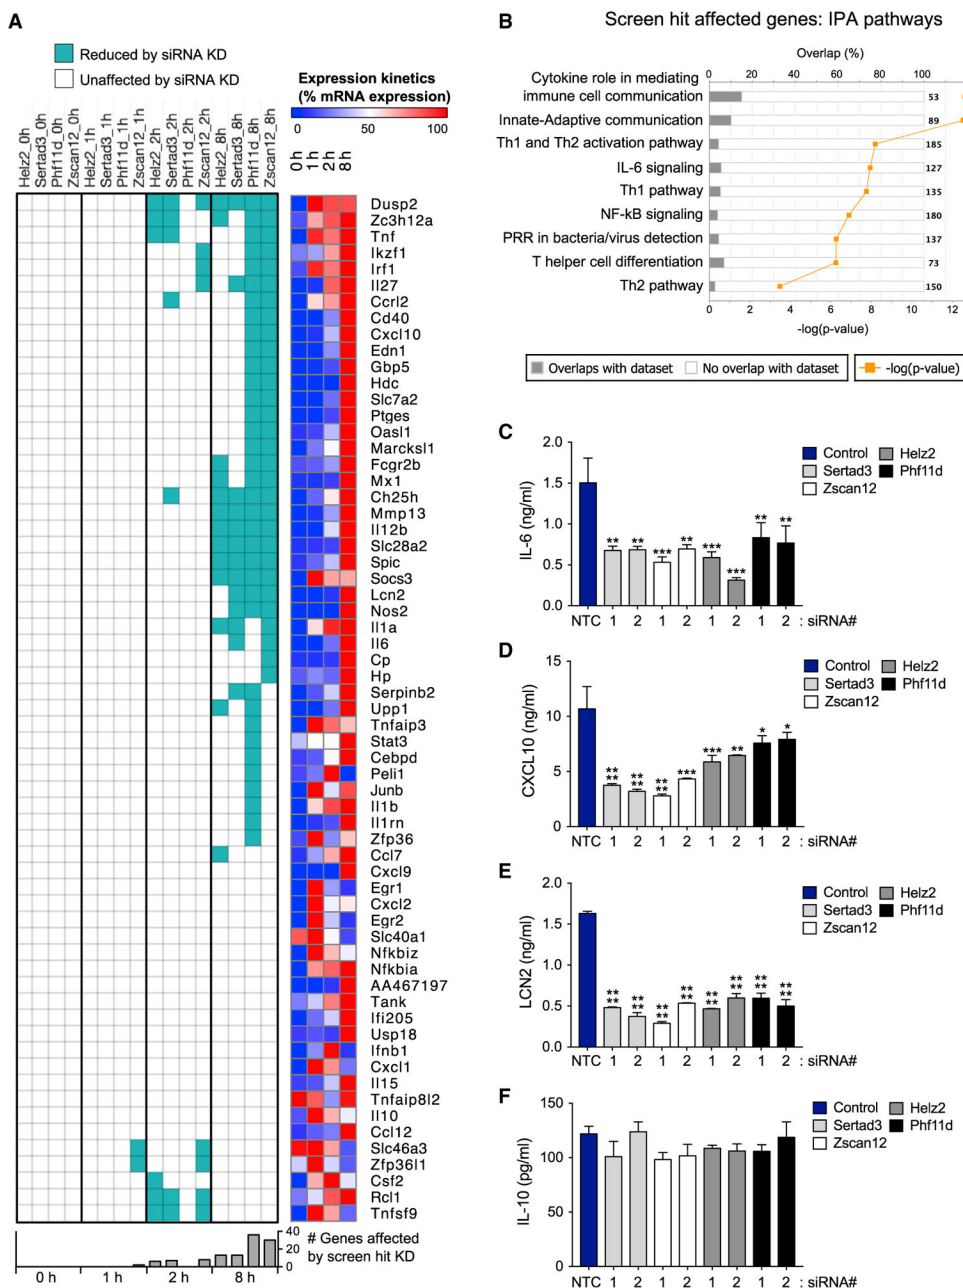 A
Reduced by siRNA KD
Unaffected by siRNA KD
Expression kinetics
(% mRNA expression)
0 50 100
Helz2_0h
Sertad3_0h
Phf11d_0h
Zscan12_0h
Helz2_1h
Sertad3_1h
Phf11d_1h
Zscan12_1h
Helz2_2h
Sertad3_2h
Phf11d_2h
Zscan12_2h
Helz2_8h
Sertad3_8h
Phf11d_8h
Zscan12_8h
0h
1h
2h
8h
Dusp2
Zc3h12a
Tnf
Ikzf1
Irf1
Il27
Ccrl2
Cd40
Cxcl10
Edn1
Gbp5
Hdc
Slc7a2
Ptges
Oasl1
Marcksl1
Fcgr2b
Mx1
Ch25h
Mmp13
Il12b
Slc28a2
Spic
Socs3
Lcn2
Nos2
Il1a
Il6
Cp
Hp
Serpinb2
Upp1
Tnfaip3
Stat3
Cebpd
Peli1
Junb
Il1b
Il1rn
Zfp36
Ccl7
Cxcl9
Egr1
Cxcl2
Egr2
Slc40a1
Nfkbiz
Nfkbia
AA467197
Tank
Ifi205
Usp18
Ifnb1
Cxcl1
Il15
Tnfaip8l2
Il10
Ccl12
Slc46a3
Zfp36l1
Csf2
Rcl1
Tnfsf9
40
20
0
# Genes affected
by screen hit KD
0 h 1 h 2 h 8 h
B
Screen hit affected genes: IPA pathways
Overlap (%)
0 20 40 60 80 100
Cytokine role in mediating
immune cell communication 53
Innate-Adaptive communication 89
Th1 and Th2 activation pathway 185
IL-6 signaling 127
Th1 pathway 135
NF-kB signaling 180
PRR in bacteria/virus detection 137
T helper cell differentiation 73
Th2 pathway 150
0 2 4 6 8 10 12
-log(p-value)
Overlaps with dataset No overlap with dataset -log(p-value)
C
IL-6 (ng/ml)
2.0
1.5
1.0
0.5
0.0
Control Helz2
Sertad3 Phf11d
Zscan12
** ** *** ** *** *** ** **
NTC 1 2 1 2 1 2 1 2 : siRNA#
D
CXCL10 (ng/ml)
15
10
5
0
Control Helz2
Sertad3 Phf11d
Zscan12
**** **** **** *** *** ** * *
NTC 1 2 1 2 1 2 1 2 : siRNA#
E
LCN2 (ng/ml)
2.0
1.5
1.0
0.5
0.0
Control Helz2
Sertad3 Phf11d
Zscan12
**** **** **** **** **** **** **** ****
NTC 1 2 1 2 1 2 1 2 : siRNA#
F
IL-10 (pg/ml)
150
100
50
0
Control Helz2
Sertad3 Phf11d
Zscan12
NTC 1 2 1 2 1 2 1 2 : siRNA#